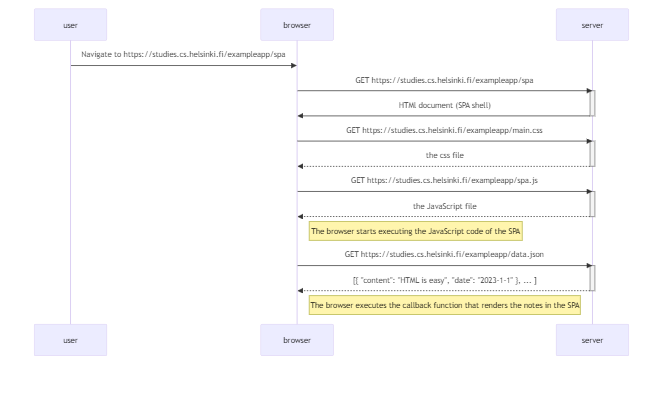 user browser server
Navigate to https://studies.cs.helsinki.fi/exampleapp/spa
GET https://studies.cs.helsinki.fi/exampleapp/spa
HTMl document (SPA shell)
GET https://studies.cs.helsinki.fi/exampleapp/main.css
the css file
GET https://studies.cs.helsinki.fi/exampleapp/spa.js
the JavaScript file
The browser starts executing the JavaScript code of the SPA
GET https://studies.cs.helsinki.fi/exampleapp/data.json
[{ "content": "HTML is easy", "date": "2023-1-1" }, ... ]
The browser executes the callback function that renders the notes in the SPA
user browser server